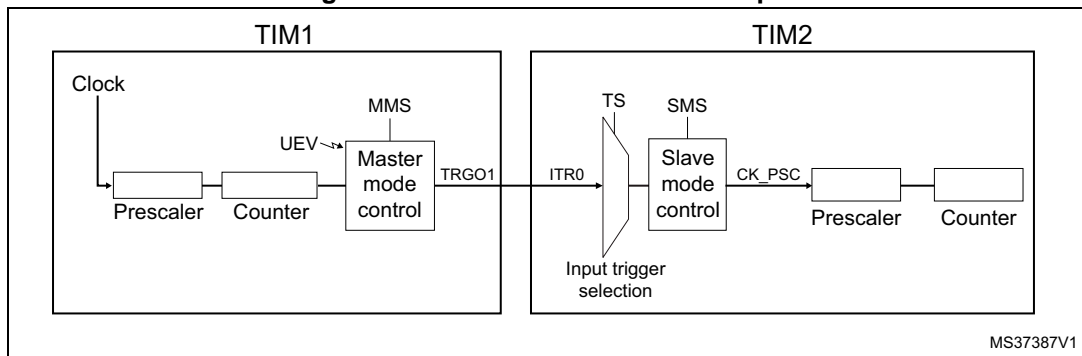 TIM1
TIM2
Clock
MMS
TS
SMS
UEV
Master
mode
control
TRGO1
ITR0
Slave
mode
control
CK_PSC
Prescaler
Counter
Prescaler
Counter
Input trigger
selection
MS37387V1